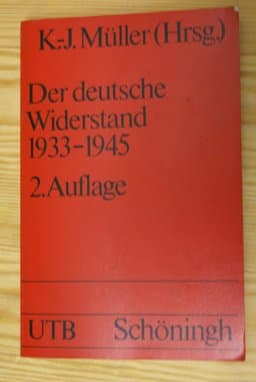 K.-J. Müller (Hrsg.)
Der deutsche
Widerstand
1933-1945
2. Auflage
UTB Schöningh